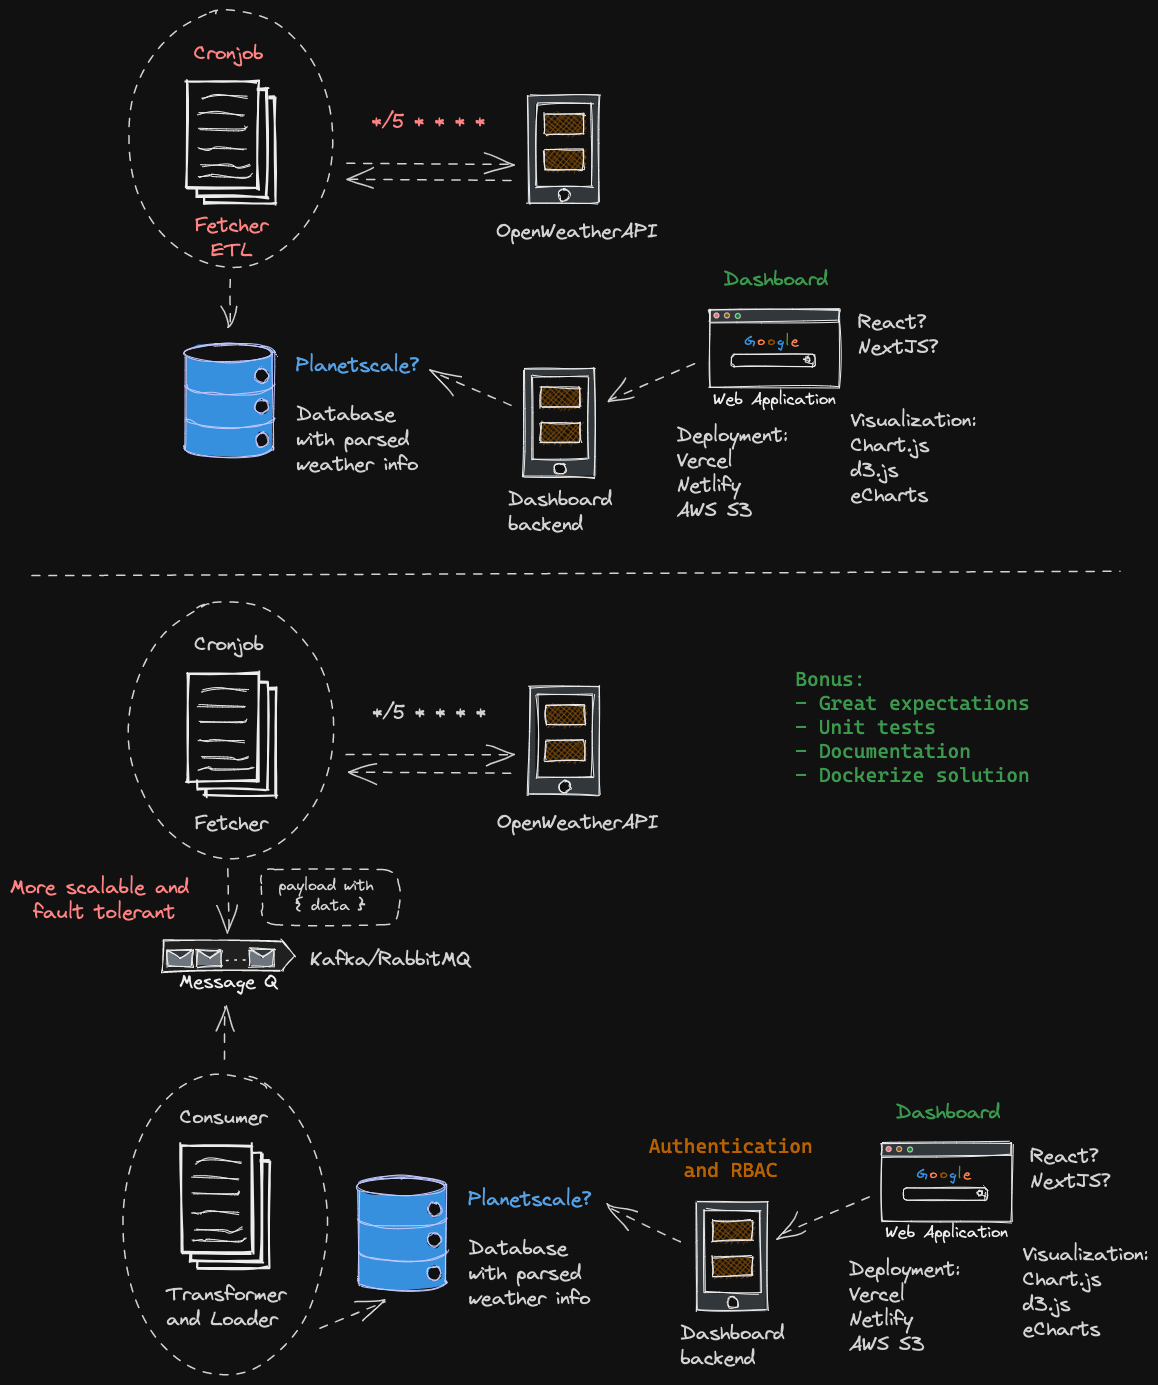 Cronjob
*/5 * * * *
Fetcher
ETL
OpenWeatherAPI
Dashboard
React?
NextJS?
Google
Web Application
Planetscale?
Database
with parsed
weather info
Dashboard
backend
Deployment:
Vercel
Netlify
AWS S3
Visualization:
Chart.js
d3.js
eCharts
Cronjob
*/5 * * * *
Fetcher
OpenWeatherAPI
Bonus:
- Great expectations
- Unit tests
- Documentation
- Dockerize solution
More scalable and
fault tolerant
payload with
{ data }
Kafka/RabbitMQ
Message Q
Consumer
Transformer
and Loader
Planetscale?
Database
with parsed
weather info
Authentication
and RBAC
Dashboard
backend
Dashboard
React?
NextJS?
Google
Web Application
Deployment:
Vercel
Netlify
AWS S3
Visualization:
Chart.js
d3.js
eCharts